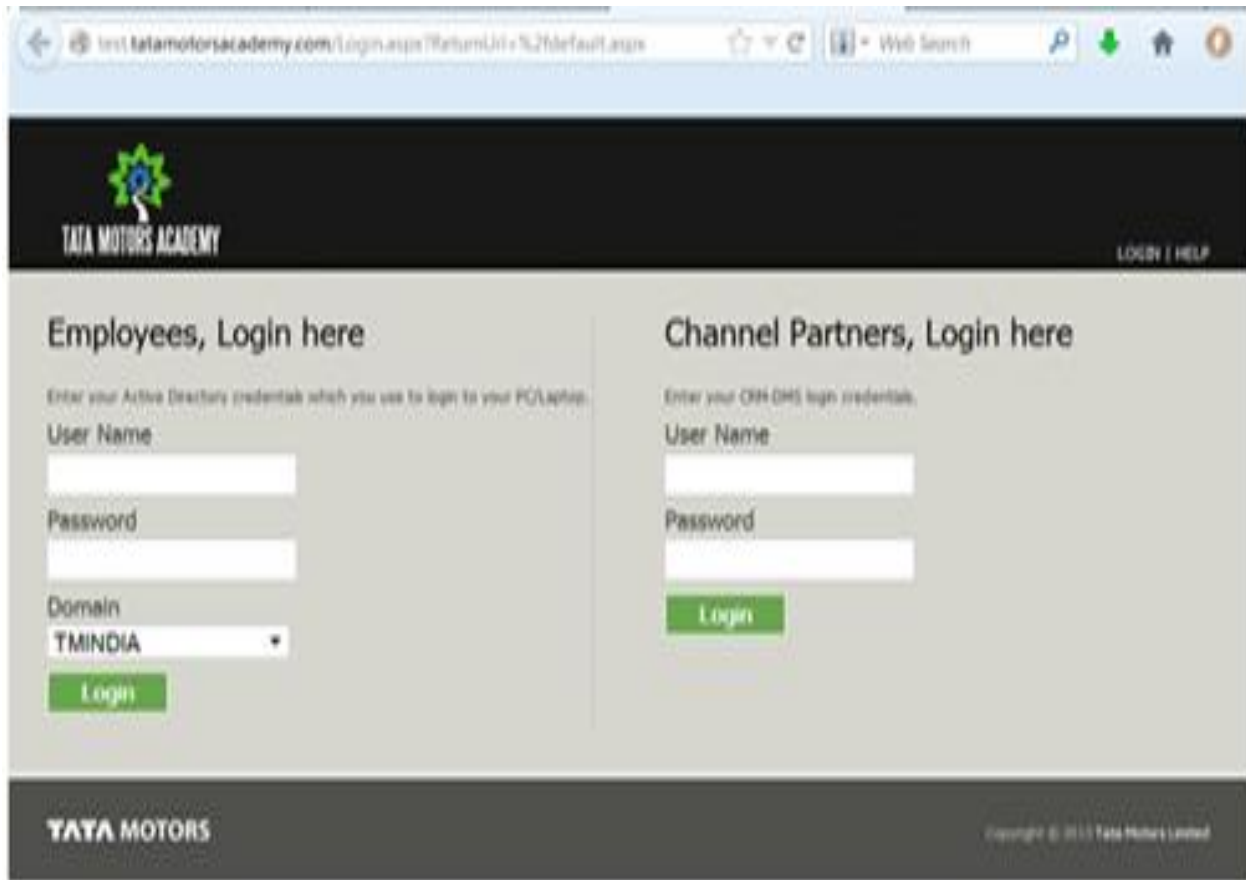 test.tatamotorsacademy.com/Login.aspx?ReturnUrl=%2fdefault.aspx
Web Search
TATA MOTORS ACADEMY
LOGIN | HELP
Employees, Login here
Enter your Active Directory credentials which you use to login to your PC/Laptop.
User Name
Password
Domain
TMINDIA
Login
Channel Partners, Login here
Enter your CRM-DMS login credentials.
User Name
Password
Login
TATA MOTORS
Copyright © Tata Motors Limited